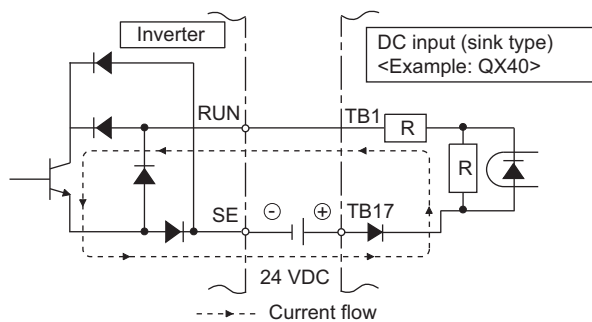 Inverter
DC input (sink type)
<Example: QX40>
RUN
TB1
R
R
SE
⊖
⊕
TB17
24 VDC
Current flow